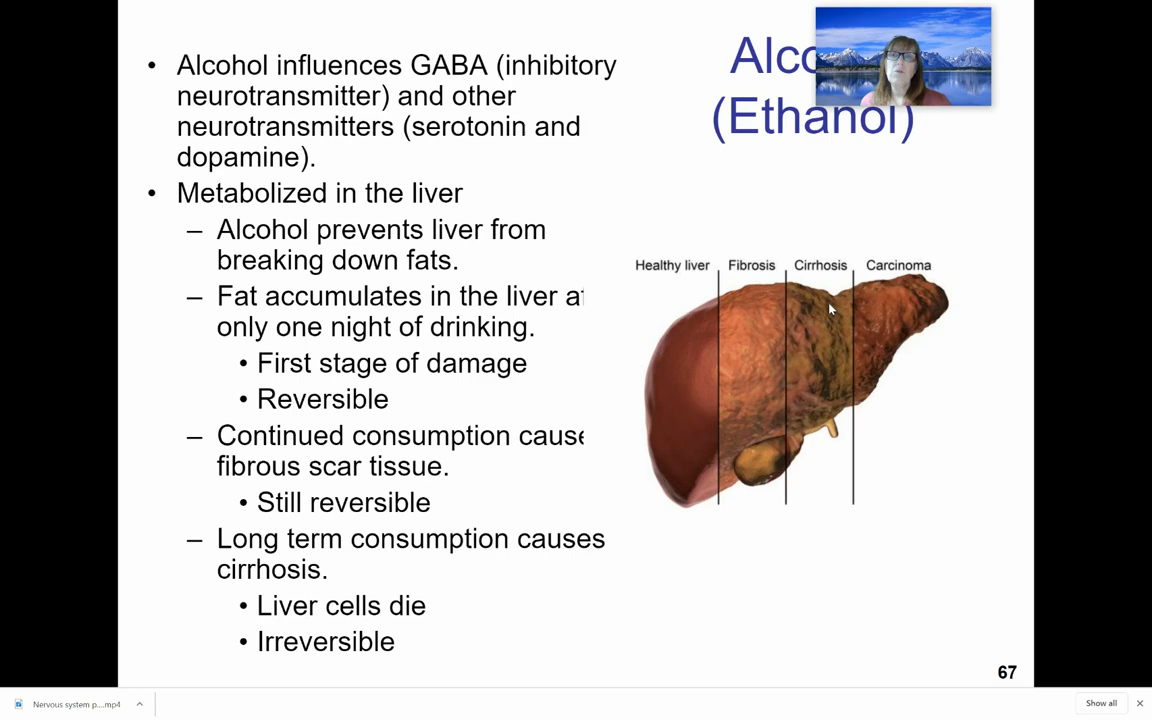 • Alcohol influences GABA (inhibitory
neurotransmitter) and other
neurotransmitters (serotonin and
dopamine).
• Metabolized in the liver
– Alcohol prevents liver from
breaking down fats.
– Fat accumulates in the liver
only one night of drinking.
• First stage of damage
• Reversible
– Continued consumption
fibrous scar tissue.
• Still reversible
– Long term consumption causes
cirrhosis.
• Liver cells die
• Irreversible
(Ethanol)
Healthy liver Fibrosis Cirrhosis Carcinoma
67
Nervous system p....mp4
Show all